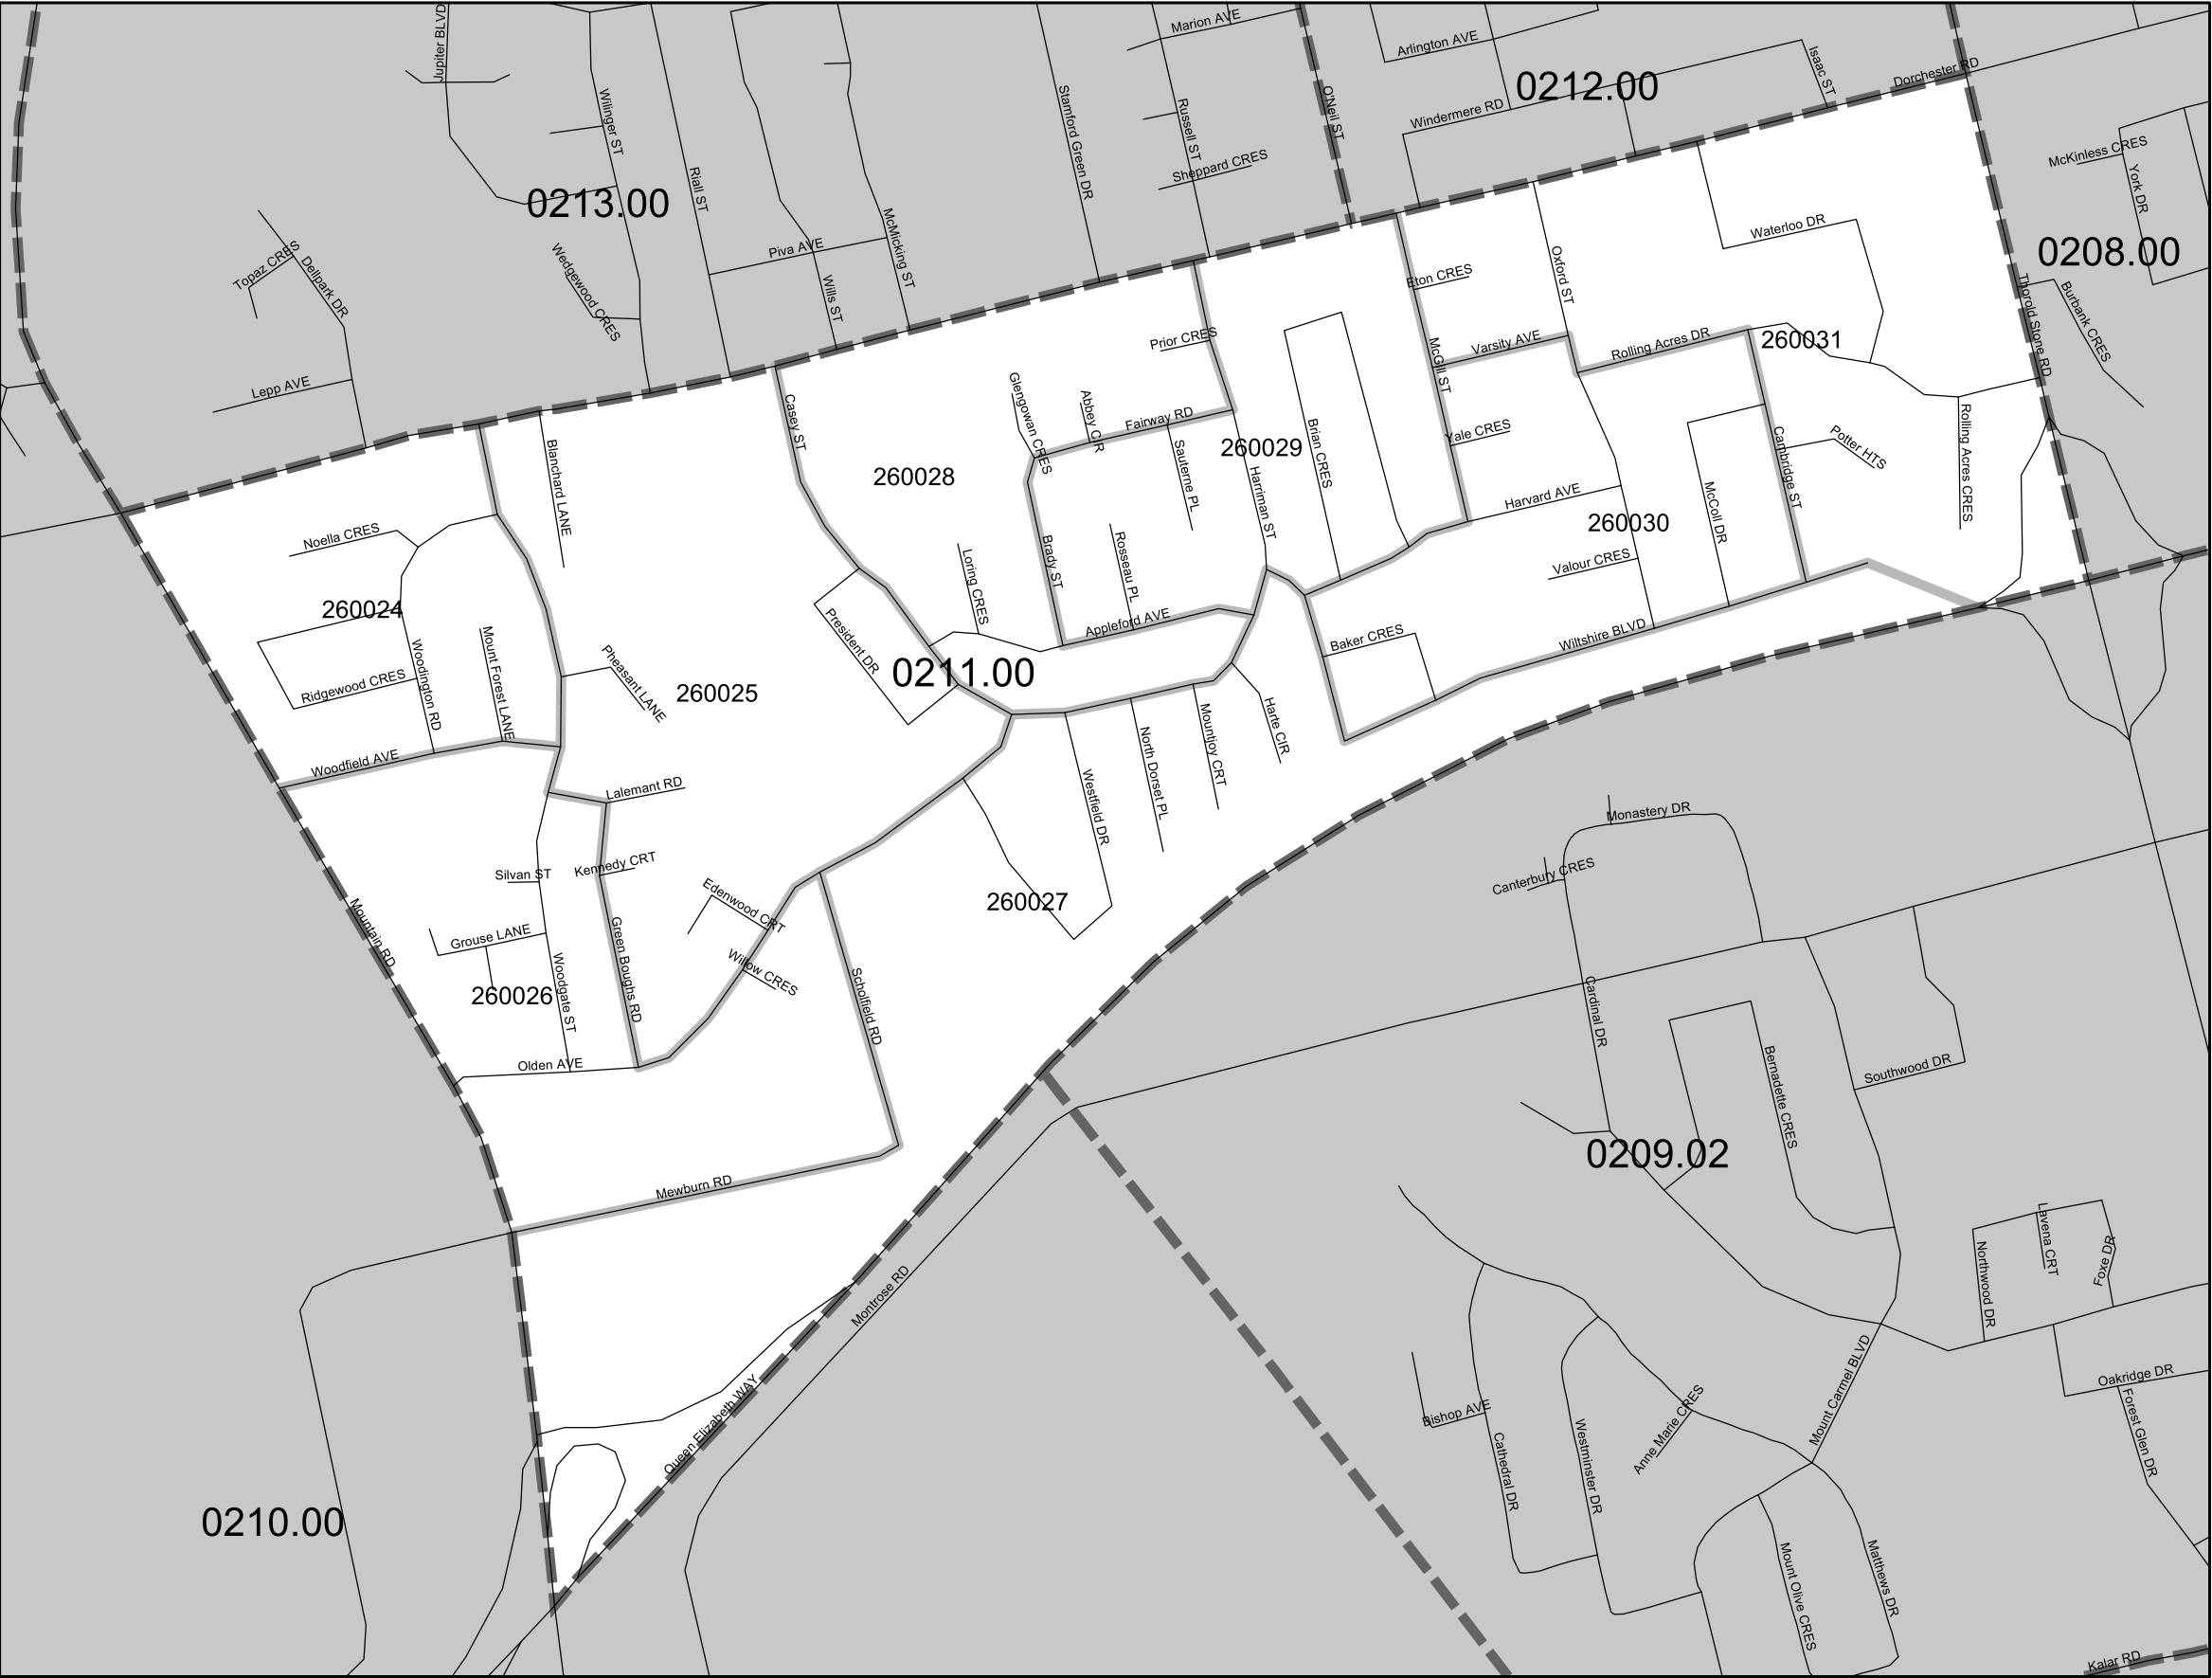 Jupiter BLVD
Marion AVE
Arlington AVE
Isaac ST
Dorchester RD
0212.00
Wilinger ST
Stamford Green DR
Russell ST
O'Neil ST
Windermere RD
Sheppard CRES
McKinless CRES
York DR
Riall ST
0213.00
McMicking ST
Piva AVE
Waterloo DR
0208.00
Topaz CRES
Dellpark DR
Wedgewood CRES
Wills ST
Eton CRES
Oxford ST
Thorold Stone RD
Burbank CRES
Prior CRES
Varsity AVE
Rolling Acres DR
260031
McGill ST
Lepp AVE
Casey ST
Glengowan CRES
Abbey CIR
Fairway RD
260029
Brian CRES
Yale CRES
Cambridge ST
Potter HTS
Rolling Acres CRES
Blanchard LANE
260028
Sauterne PL
Harriman ST
Harvard AVE
McColl DR
260030
Noella CRES
Loring CRES
Brady ST
Rosseau PL
Valour CRES
260024
Appleford AVE
Baker CRES
Wiltshire BLVD
Woodington RD
Mount Forest LANE
Pheasant LANE
President DR
0211.00
Ridgewood CRES
260025
Harte CIR
Mountjoy CRT
North Dorset PL
Woodfield AVE
Lalemant RD
Westfield DR
Monastery DR
Silvan ST
Kennedy CRT
Canterbury CRES
Edenwood CRT
260027
Mountain RD
Grouse LANE
Woodgate ST
Green Boughs RD
Willow CRES
Scholfield RD
260026
Cardinal DR
Olden AVE
Bernadette CRES
Southwood DR
0209.02
Mewburn RD
Lavena CRT
Foxe DR
Northwood DR
Montrose RD
Mount Carmel BLVD
Oakridge DR
Queen Elizabeth WAY
Bishop AVE
Anne Marie CRES
Forest Glen DR
Cathedral DR
Westminster DR
0210.00
Mount Olive CRES
Matthews DR
Kalar RD